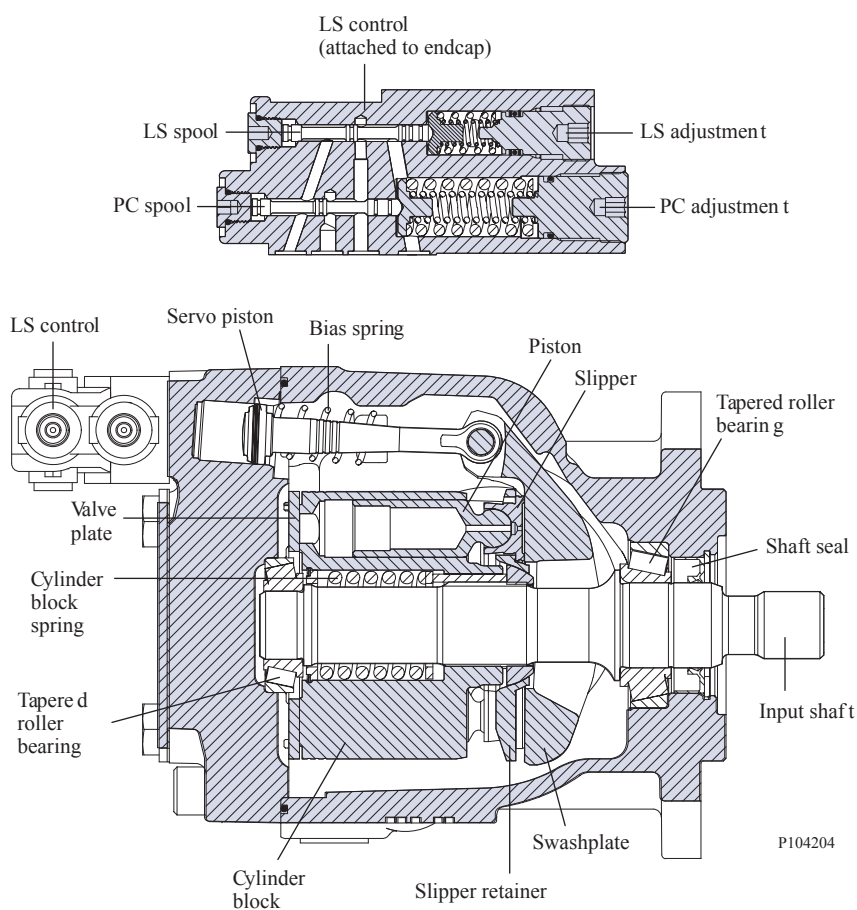 LS control
(attached to endcap)
LS spool
LS adjustment
PC spool
PC adjustment
LS control
Servo piston
Bias spring
Piston
Slipper
Tapered roller
bearing
Valve
plate
Shaft seal
Cylinder
block
spring
Tapered
roller
bearing
Input shaft
Swashplate
P104204
Cylinder
block
Slipper retainer